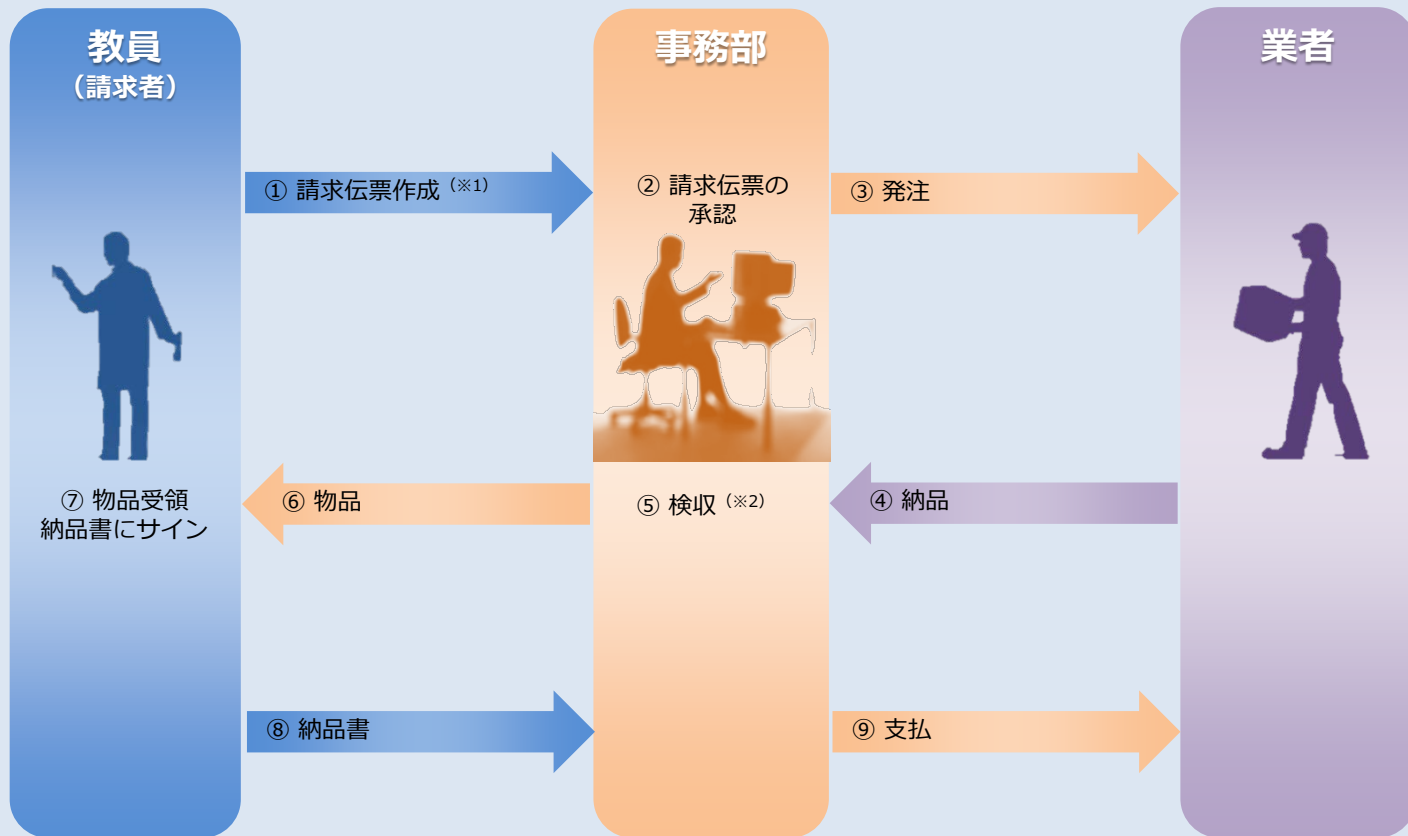 教員
（請求者）
事務部
業者
① 請求伝票作成（※1）
② 請求伝票の
承認
③ 発注
④ 納品
⑤ 検収（※2）
⑥ 物品
⑦ 物品受領
納品書にサイン
⑧ 納品書
⑨ 支払